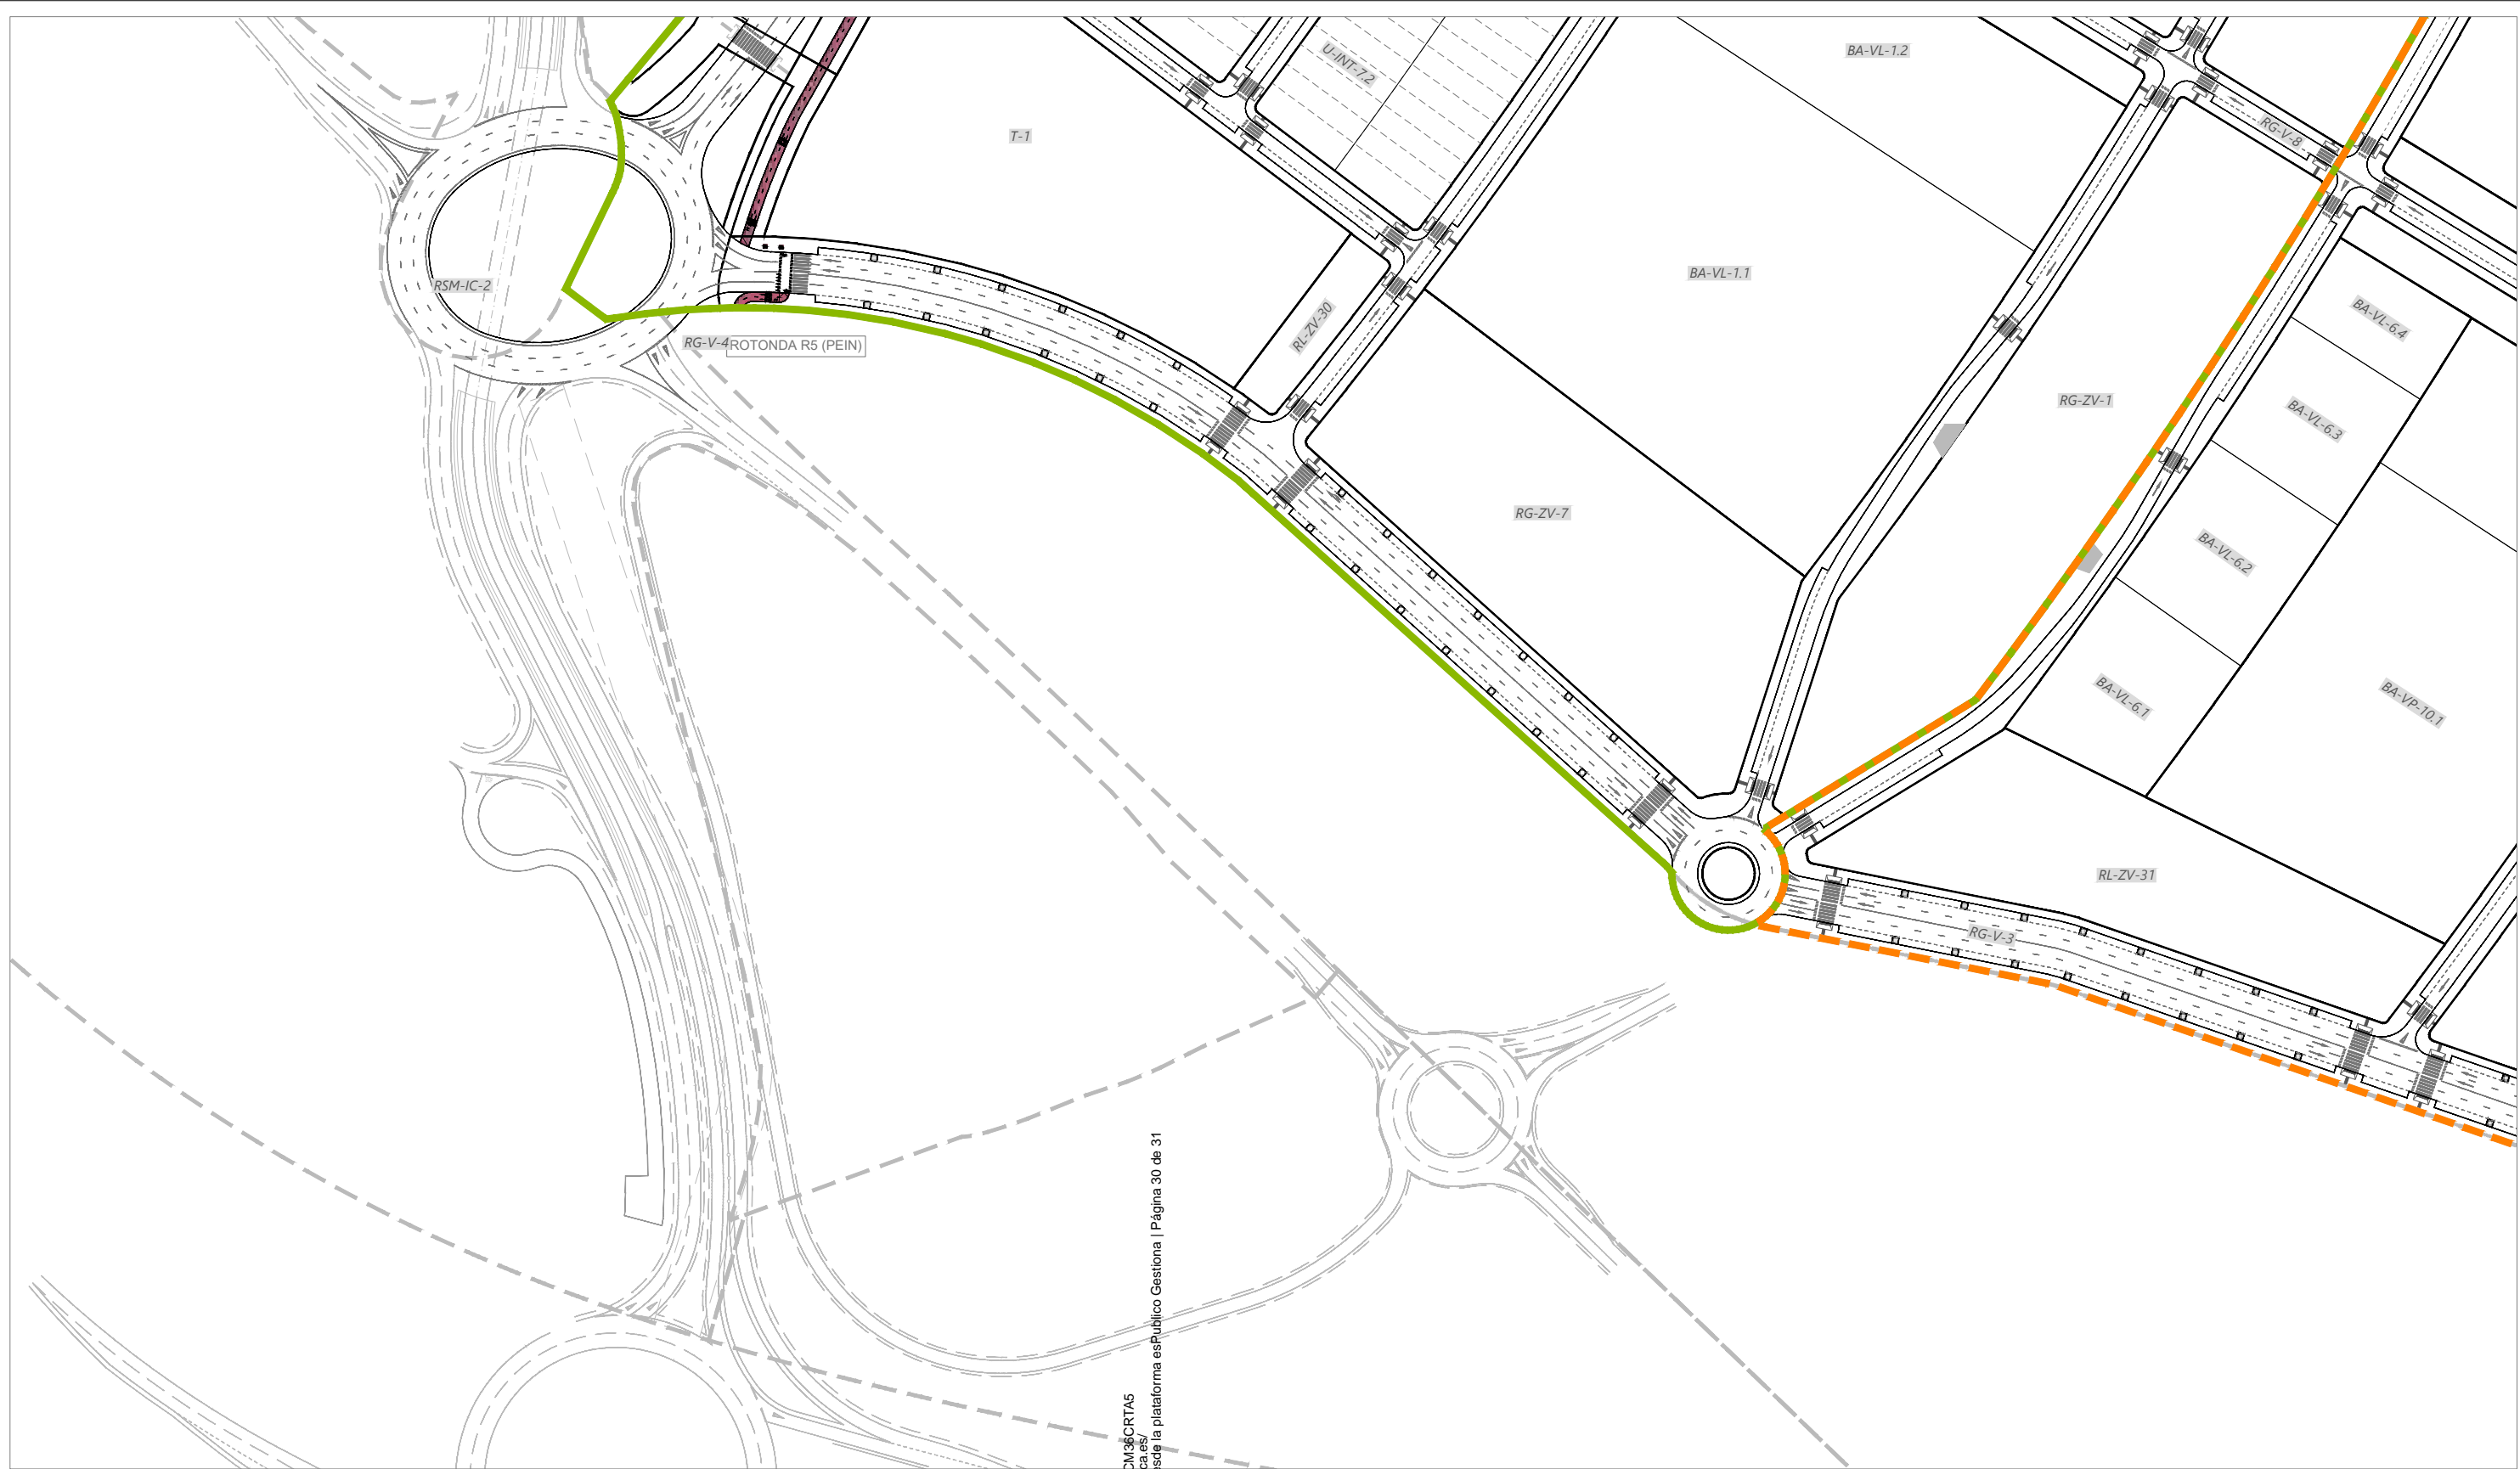 BA-VL-1.2
U-INT-7.2
T-1
RG-V-8
BA-VL-1.1
RSM-IC-2
RL-ZV-30
BA-VL-6.4
RG-V-4
ROTONDA R5 (PEIN)
RG-ZV-1
BA-VL-6.3
RG-ZV-7
BA-VL-6.2
BA-VL-6.1
BA-VP-10.1
RL-ZV-31
RG-V-3
CM36CRTA5
ca.es/
esde la plataforma esPublico Gestiona | Página 30 de 31